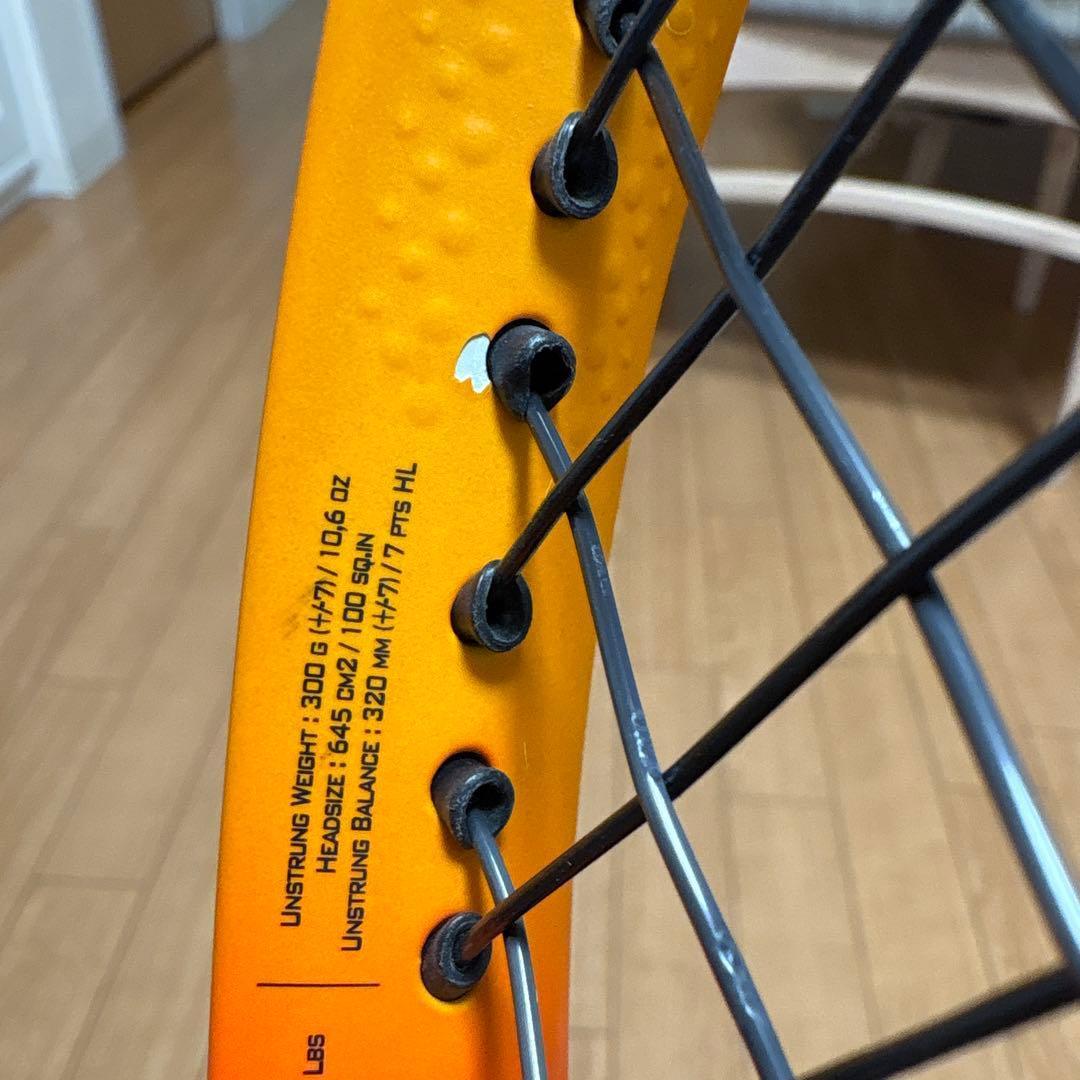 UNSTRUNG WEIGHT : 300 G (+/-7) / 10,6 OZ
HEADSIZE : 645 CM2 / 100 SQ.IN
UNSTRUNG BALANCE : 320 MM (+/-7) / 7 PTS HL
LBS